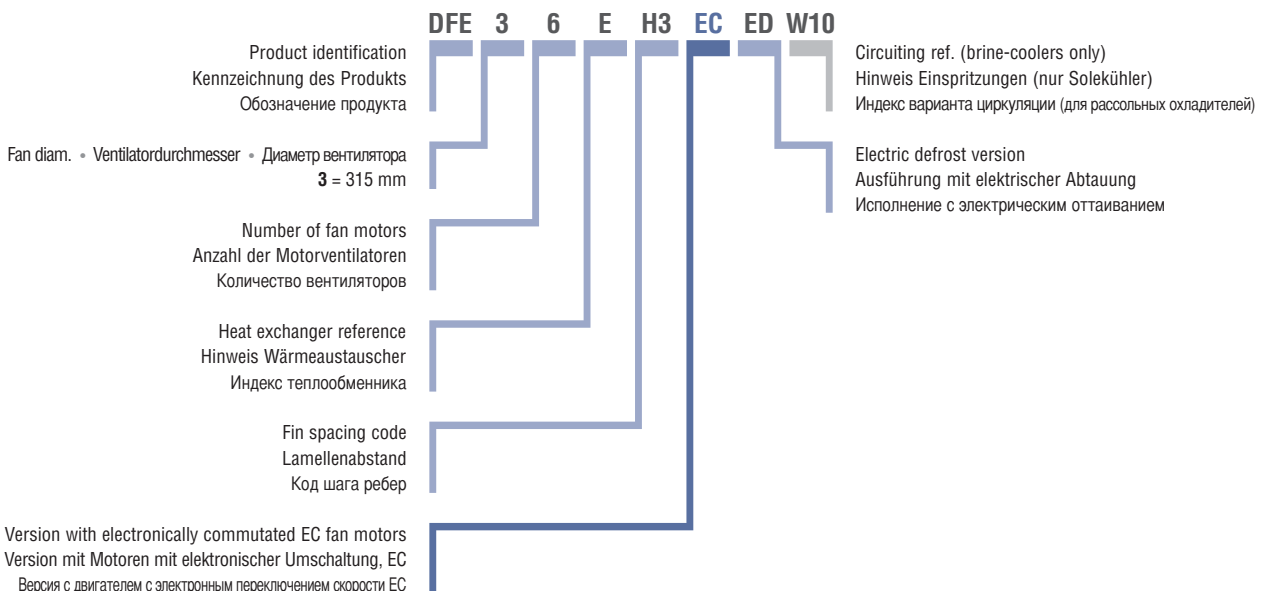 DFE 3 6 E H3 EC ED W10
Product identification
Kennzeichnung des Produkts
Обозначение продукта
Fan diam. • Ventilatordurchmesser • Диаметр вентилятора
3 = 315 mm
Number of fan motors
Anzahl der Motorventilatoren
Количество вентиляторов
Heat exchanger reference
Hinweis Wärmeaustauscher
Индекс теплообменника
Fin spacing code
Lamellenabstand
Код шага ребер
Version with electronically commutated EC fan motors
Version mit Motoren mit elektronischer Umschaltung, EC
Версия с двигателем с электронным переключением скорости EC
Circuiting ref. (brine-coolers only)
Hinweis Einspritzungen (nur Solekühler)
Индекс варианта циркуляции (для рассольных охладителей)
Electric defrost version
Ausführung mit elektrischer Abtauung
Исполнение с электрическим оттаиванием